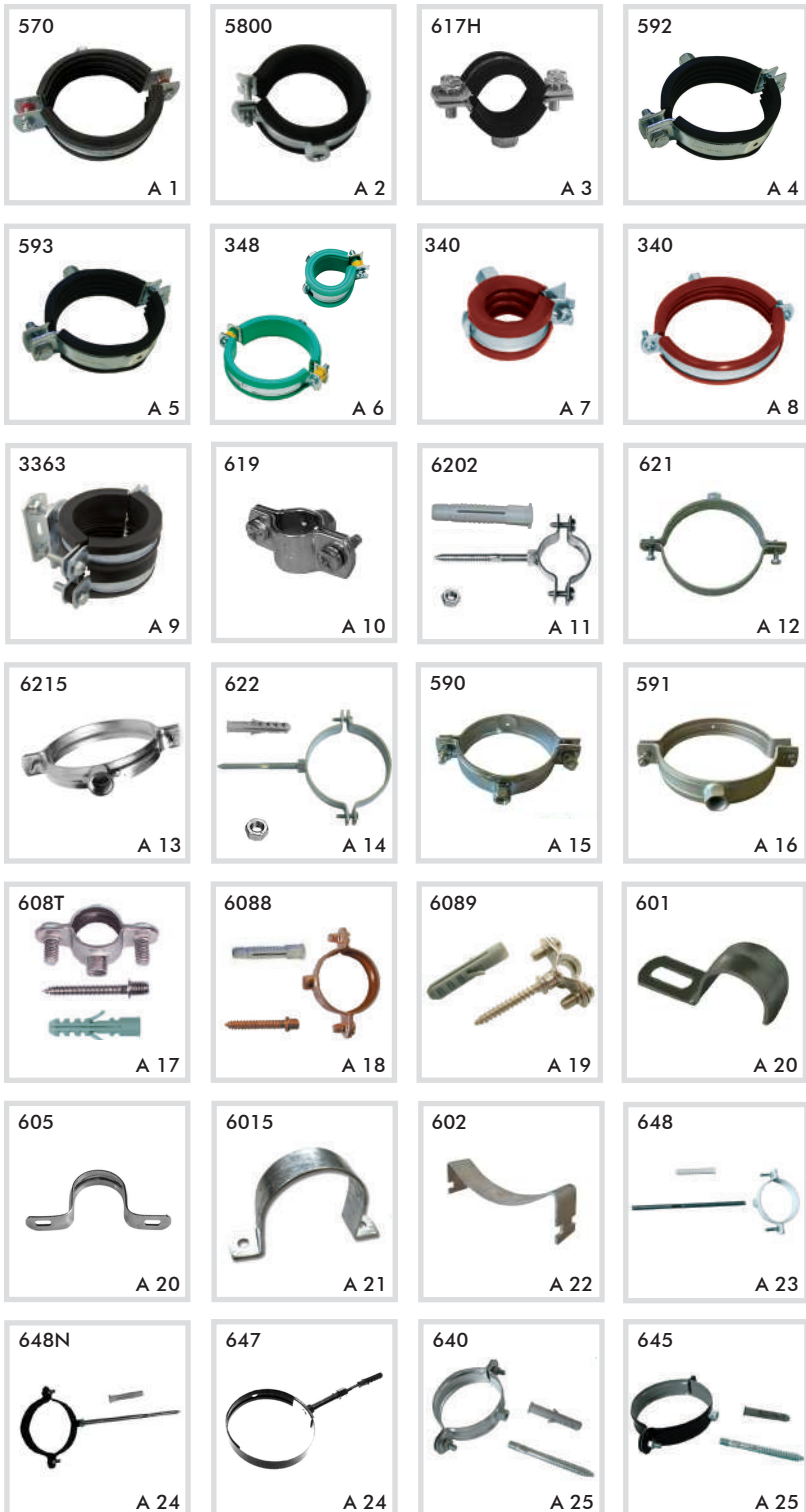 570
A 1
5800
A 2
617H
A 3
592
A 4
593
A 5
348
A 6
340
A 7
340
A 8
3363
A 9
619
A 10
6202
A 11
621
A 12
6215
A 13
622
A 14
590
A 15
591
A 16
608T
A 17
6088
A 18
6089
A 19
601
A 20
605
A 20
6015
A 21
602
A 22
648
A 23
648N
A 24
647
A 24
640
A 25
645
A 25